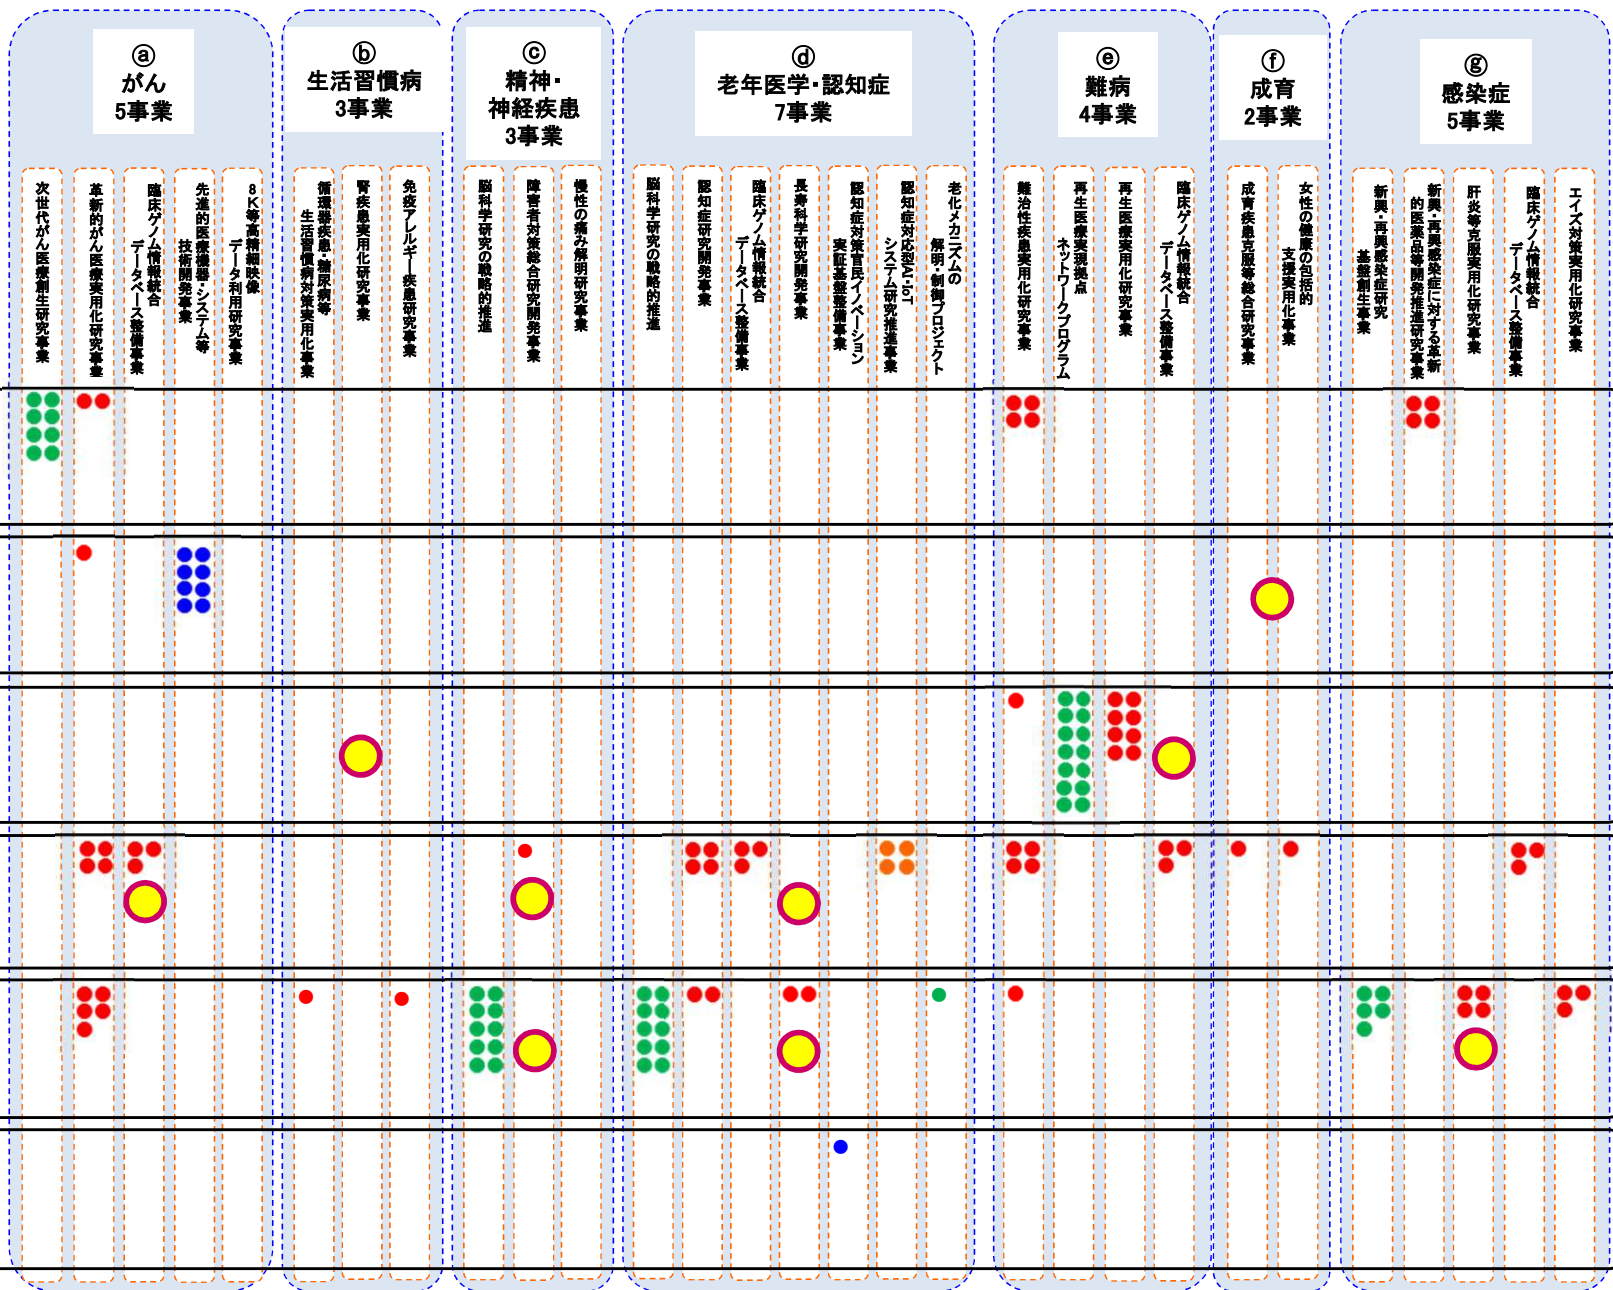 ⓐ
がん
5事業
ⓑ
生活習慣病
3事業
ⓒ
精神・
神経疾患
3事業
ⓓ
老年医学・認知症
7事業
ⓔ
難病
4事業
ⓕ
成育
2事業
ⓖ
感染症
5事業
次世代がん医療創生研究事業
革新的がん医療実用化研究事業
臨床ゲノム情報統合
データベース整備事業
先進的医療機器・システム等
技術開発事業
8K等高精細映像
データ利用研究事業
循環器疾患・糖尿病等
生活習慣病対策実用化事業
腎疾患実用化研究事業
免疫アレルギー疾患研究事業
脳科学研究の戦略的推進
障害者対策総合研究開発事業
慢性の痛み解明研究事業
脳科学研究の戦略的推進
認知症研究開発事業
臨床ゲノム情報統合
データベース整備事業
長寿科学研究開発事業
認知症対策官民イノベーション
実証基盤整備事業
認知症対応型AI・IoT
システム研究推進事業
老化メカニズムの
解明・制御プロジェクト
難治性疾患実用化研究事業
再生医療実現拠点
ネットワークプログラム
再生医療実用化研究事業
臨床ゲノム情報統合
データベース整備事業
成育疾患克服等総合研究事業
女性の健康の包括的
支援実用化事業
新興・再興感染症研究
基盤創生事業
新興・再興感染症に対する革新
的医薬品等開発推進研究事業
肝炎等克服実用化研究事業
臨床ゲノム情報統合
データベース整備事業
エイズ対策実用化研究事業